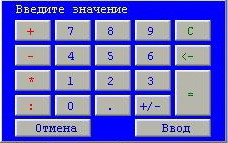 Введите значение
+ 7 8 9 C
- 4 5 6 <-
* 1 2 3 =
: 0 . +/-
Отмена Ввод